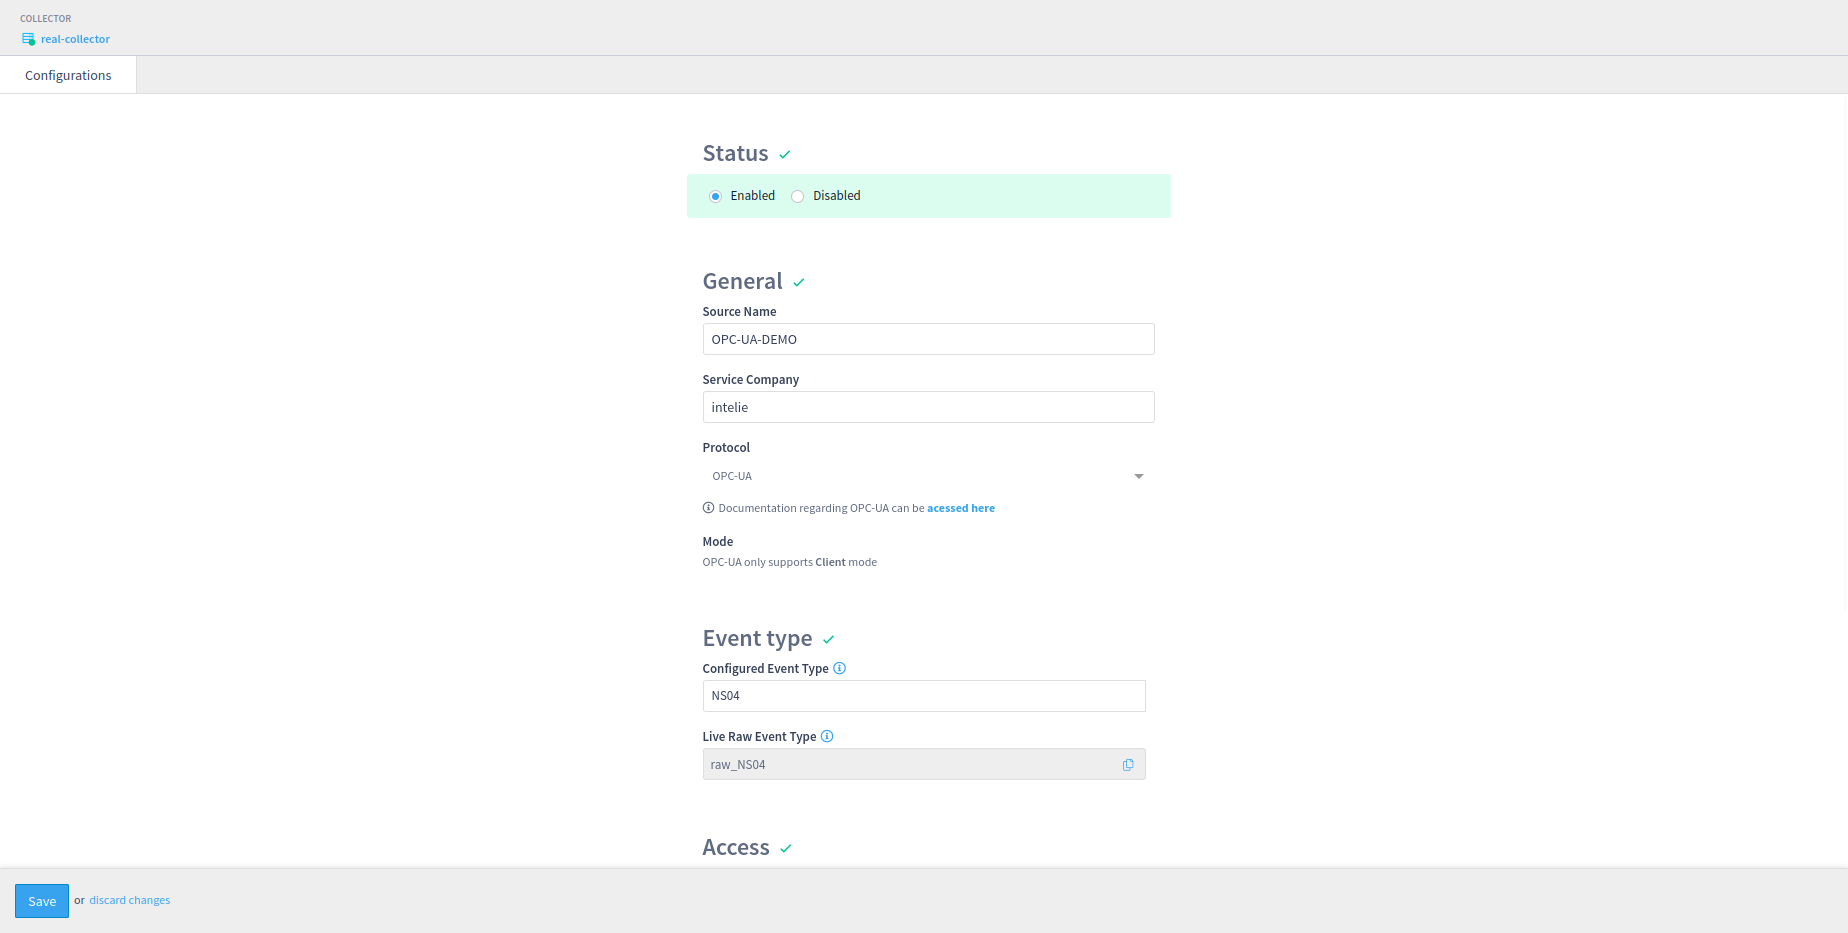 COLLECTOR
real-collector
Configurations
Status
Enabled Disabled
General
Source Name
OPC-UA-DEMO
Service Company
intelie
Protocol
OPC-UA
Documentation regarding OPC-UA can be acessed here
Mode
OPC-UA only supports Client mode
Event type
Configured Event Type
NS04
Live Raw Event Type
raw_NS04
Access
Save or discard changes